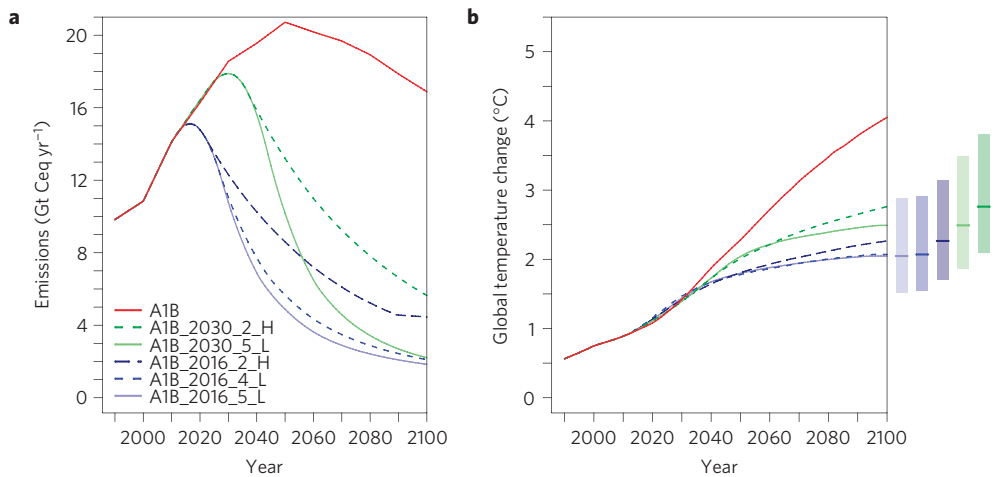 a
Emissions (Gt Ceq yr⁻¹)
20
16
12
8
4
0
A1B
A1B_2030_2_H
A1B_2030_5_L
A1B_2016_2_H
A1B_2016_4_L
A1B_2016_5_L
2000 2020 2040 2060 2080 2100
Year
b
Global temperature change (°C)
5
4
3
2
1
0
2000 2020 2040 2060 2080 2100
Year